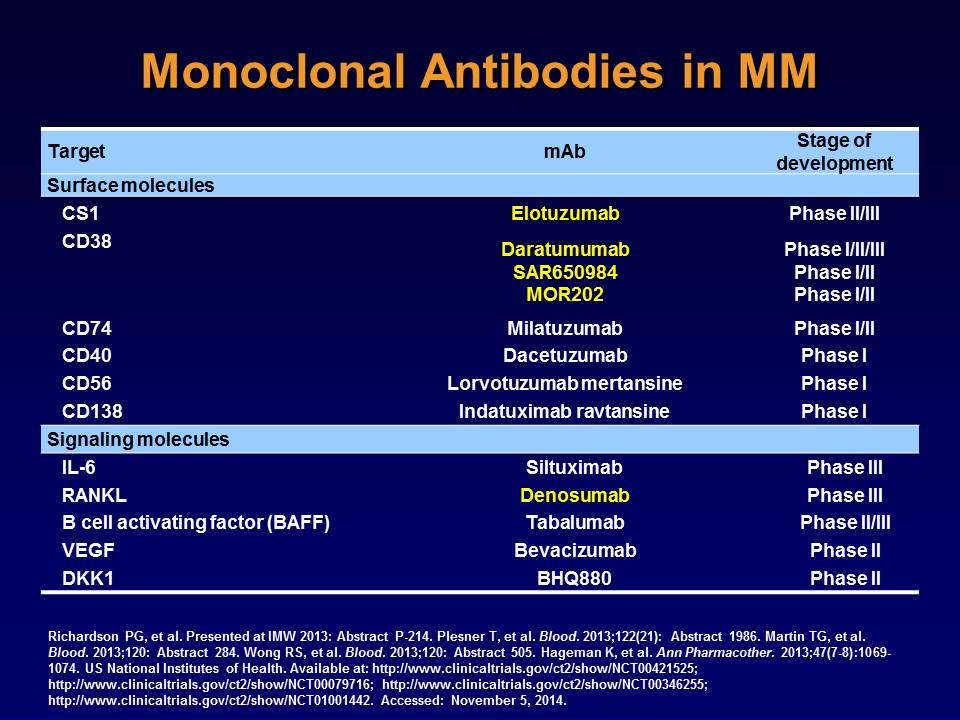 Monoclonal Antibodies in MM
Target mAb Stage of development
Surface molecules
CS1 Elotuzumab Phase II/III
CD38 Daratumumab Phase I/II/III
SAR650984 Phase I/II
MOR202 Phase I/II
CD74 Milatuzumab Phase I/II
CD40 Dacetuzumab Phase I
CD56 Lorvotuzumab mertansine Phase I
CD138 Indatuximab ravtansine Phase I
Signaling molecules
IL-6 Siltuximab Phase III
RANKL Denosumab Phase III
B cell activating factor (BAFF) Tabalumab Phase II/III
VEGF Bevacizumab Phase II
DKK1 BHQ880 Phase II
Richardson PG, et al. Presented at IMW 2013: Abstract P-214. Plesner T, et al. Blood. 2013;122(21): Abstract 1986. Martin TG, et al.
Blood. 2013;120: Abstract 284. Wong RS, et al. Blood. 2013;120: Abstract 505. Hageman K, et al. Ann Pharmacother. 2013;47(7-8):1069-
1074. US National Institutes of Health. Available at: http://www.clinicaltrials.gov/ct2/show/NCT00421525;
http://www.clinicaltrials.gov/ct2/show/NCT00079716; http://www.clinicaltrials.gov/ct2/show/NCT00346255;
http://www.clinicaltrials.gov/ct2/show/NCT01001442. Accessed: November 5, 2014.